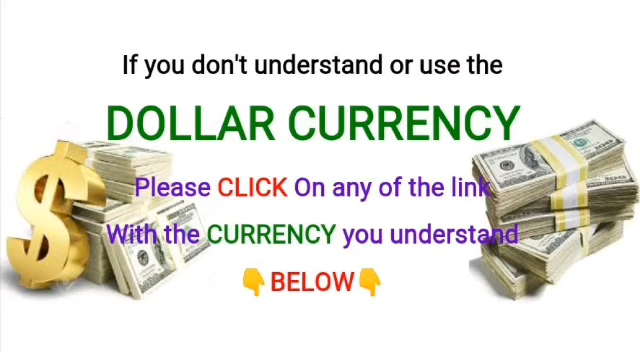 If you don't understand or use the
DOLLAR CURRENCY
Please CLICK On any of the link
With the CURRENCY you understand
👇BELOW👇